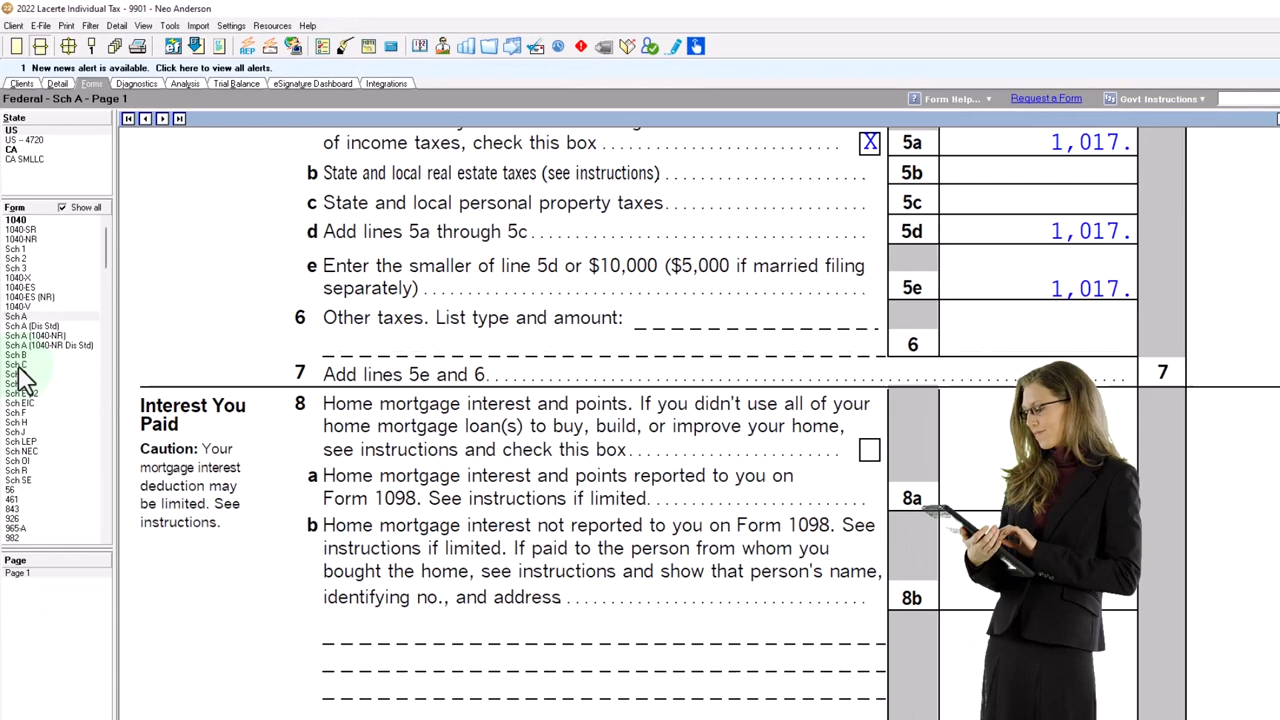 2022 Lacerte Individual Tax - 9901 - Neo Anderson
Client E-File Print Filter Detail View Tools Import Settings Resources Help
1 New news alert is available. Click here to view all alerts.
Clients Detail Forms Diagnostics Analysis Trial Balance eSignature Dashboard Integrations
Federal - Sch A - Page 1
Form Help... Request a Form Govt Instructions
State
US
US - 4720
CA
CA SMLLC
Form Show all
1040
1040-SR
1040-NR
Sch 1
Sch 2
Sch 3
1040-X
1040-ES
1040-ES (NR)
1040-V
Sch A
Sch A (Dis Std)
Sch A (1040-NR)
Sch A (1040-NR Dis Std)
Sch B
Sch C
Sch EIC
Sch F
Sch H
Sch J
Sch LEP
Sch NEC
Sch OI
Sch R
Sch SE
56
461
843
926
965-A
982
Page
Page 1
of income taxes, check this box X 5a 1,017.
b State and local real estate taxes (see instructions) 5b
c State and local personal property taxes 5c
d Add lines 5a through 5c 5d 1,017.
e Enter the smaller of line 5d or $10,000 ($5,000 if married filing
separately) 5e 1,017.
6 Other taxes. List type and amount:
6
7 Add lines 5e and 6 7
Interest You
Paid
Caution: Your
mortgage interest
deduction may
be limited. See
instructions.
8 Home mortgage interest and points. If you didn't use all of your
home mortgage loan(s) to buy, build, or improve your home,
see instructions and check this box
a Home mortgage interest and points reported to you on
Form 1098. See instructions if limited. 8a
b Home mortgage interest not reported to you on Form 1098. See
instructions if limited. If paid to the person from whom you
bought the home, see instructions and show that person's name,
identifying no., and address 8b